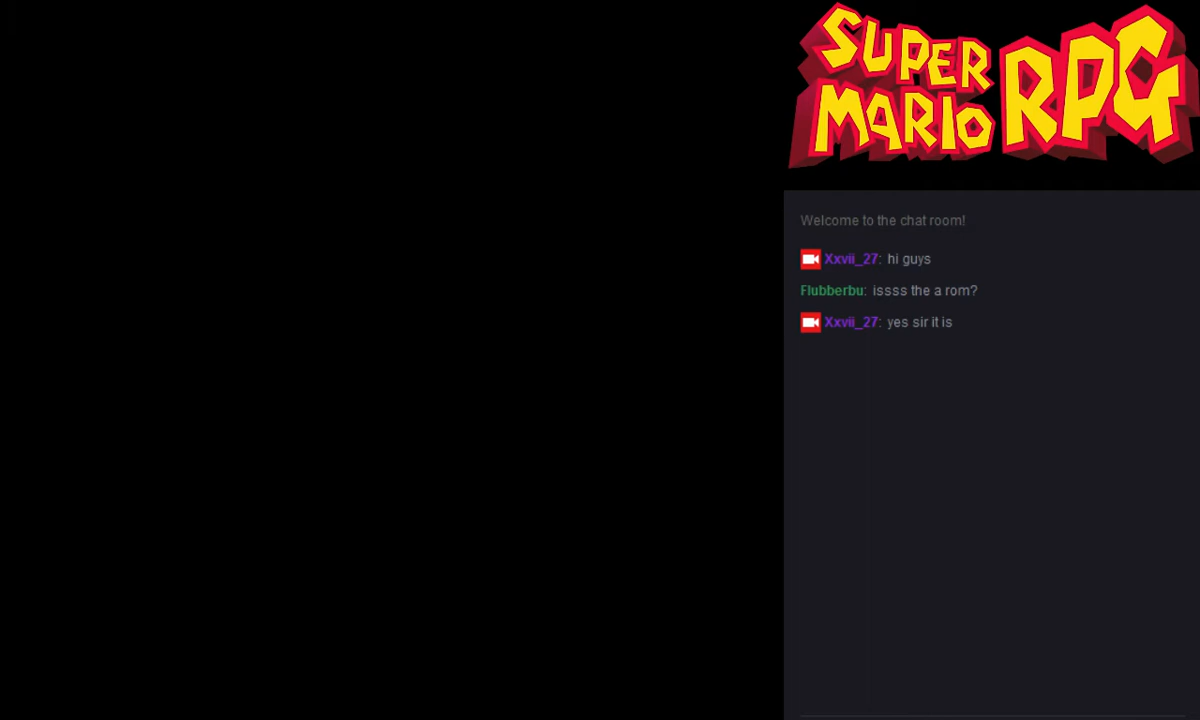 SUPER
MARIO RPG
Welcome to the chat room!
Xxvii_27: hi guys
Flubberbu: issss the a rom?
Xxvii_27: yes sir it is